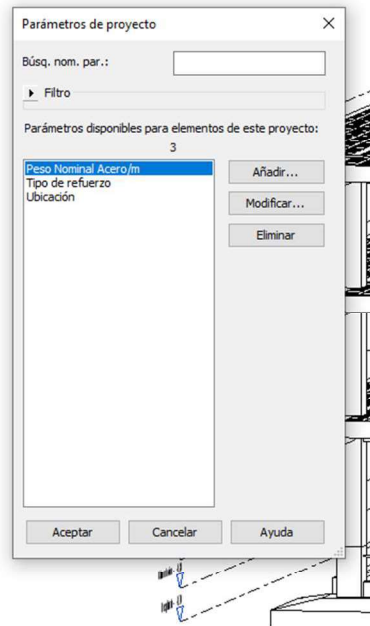 Parámetros de proyecto
Búsq. nom. par.:
Filtro
Parámetros disponibles para elementos de este proyecto:
3
Peso Nominal Acero/m
Tipo de refuerzo
Ubicación
Añadir...
Modificar...
Eliminar
Aceptar
Cancelar
Ayuda